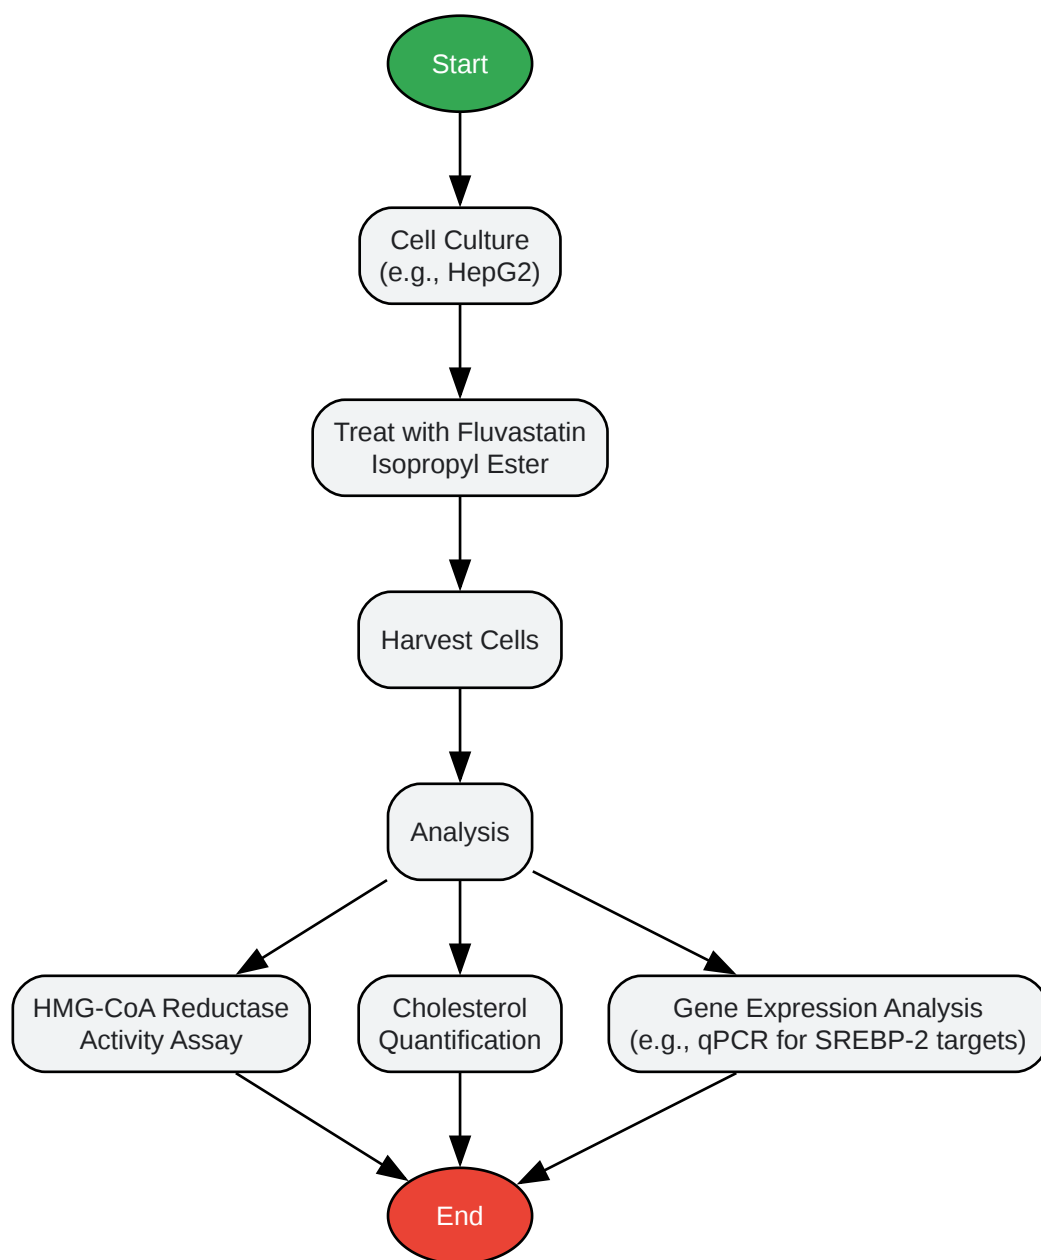 Start
Cell Culture
(e.g., HepG2)
Treat with Fluvastatin
Isopropyl Ester
Harvest Cells
Analysis
HMG-CoA Reductase
Activity Assay
Cholesterol
Quantification
Gene Expression Analysis
(e.g., qPCR for SREBP-2 targets)
End